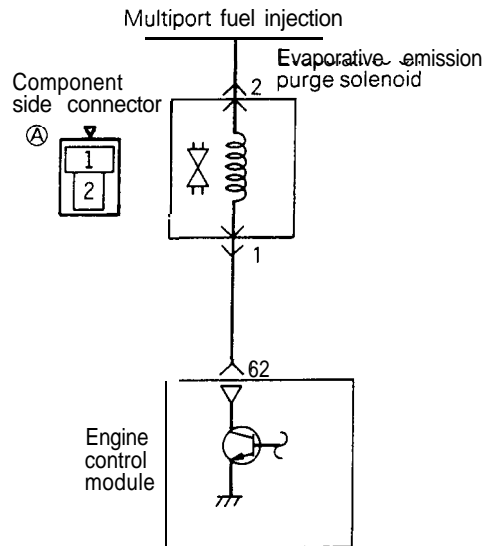 Multiport fuel injection
Evaporative emission
purge solenoid
2
Component
side connector
A
1
2
1
62
Engine
control
module